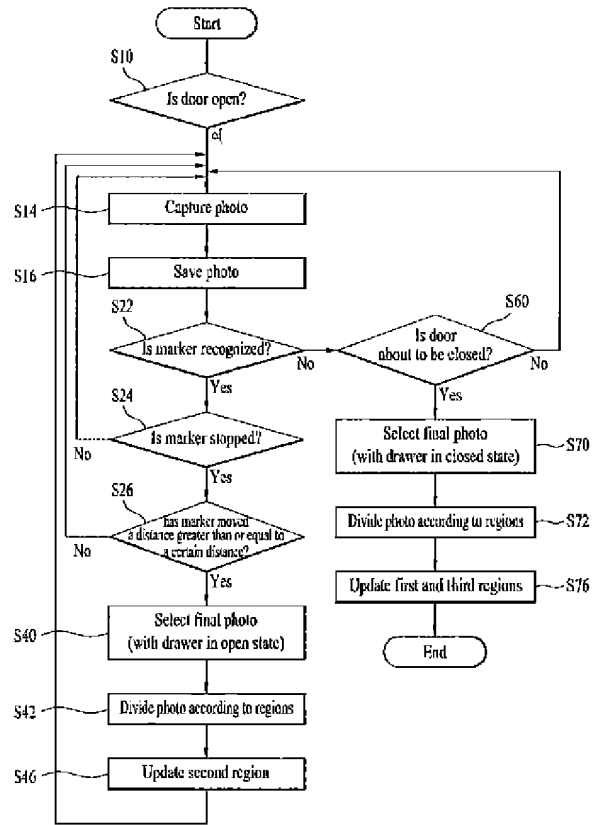 Start
S10
Is door open?
S14
Capture photo
S16
Save photo
S22
Is marker recognized?
No
Yes
S60
Is door
about to be closed?
No
Yes
S24
Is marker stopped?
No
Yes
S26
has marker moved
a distance greater than or equal to
a certain distance?
No
Yes
S40
Select final photo
(with drawer in open state)
S42
Divide photo according to regions
S46
Update second region
Select final photo
(with drawer in closed state)
S70
Divide photo according to regions
S72
Update first and third regions
S76
End